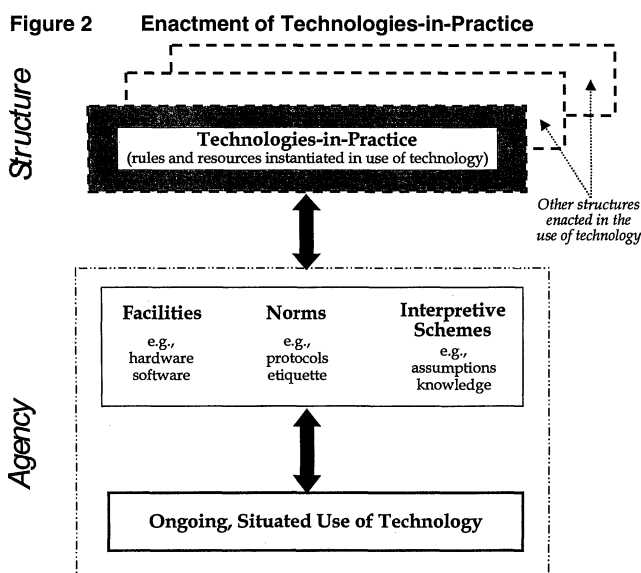 Figure 2 Enactment of Technologies-in-Practice
Structure
Technologies-in-Practice
(rules and resources instantiated in use of technology)
Other structures
enacted in the
use of technology
Agency
Facilities
e.g.,
hardware
software
Norms
e.g.,
protocols
etiquette
Interpretive
Schemes
e.g.,
assumptions
knowledge
Ongoing, Situated Use of Technology